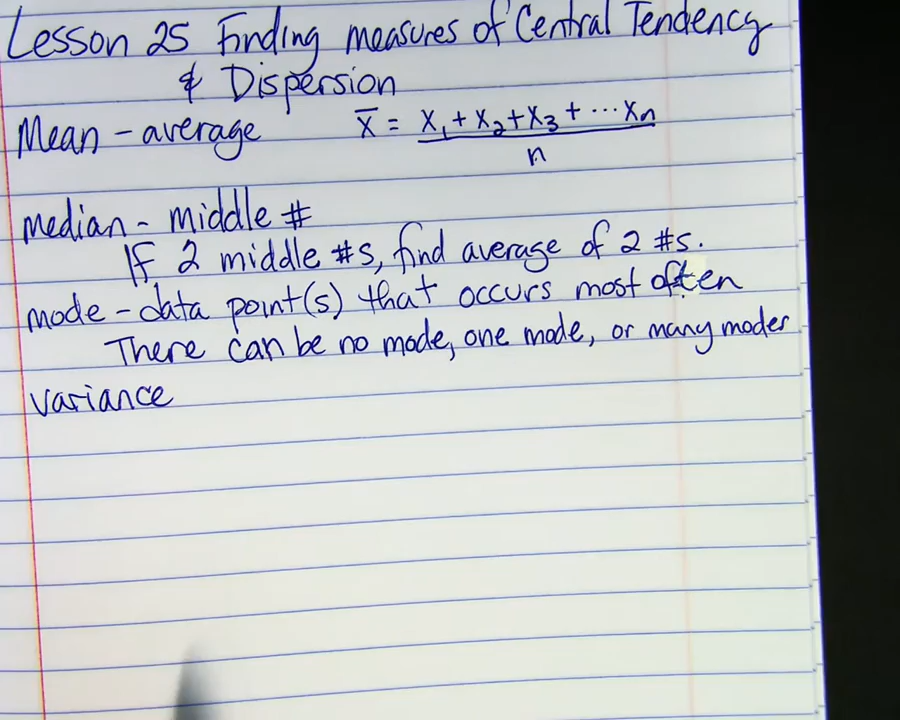 Lesson 25 Finding measures of Central Tendency
& Dispersion
Mean - average x̄ = x₁ + x₂ + x₃ + ... xₙ
n
median - middle #
If 2 middle #s, find average of 2 #s.
mode - data point(s) that occurs most often
There can be no mode, one mode, or many modes
variance